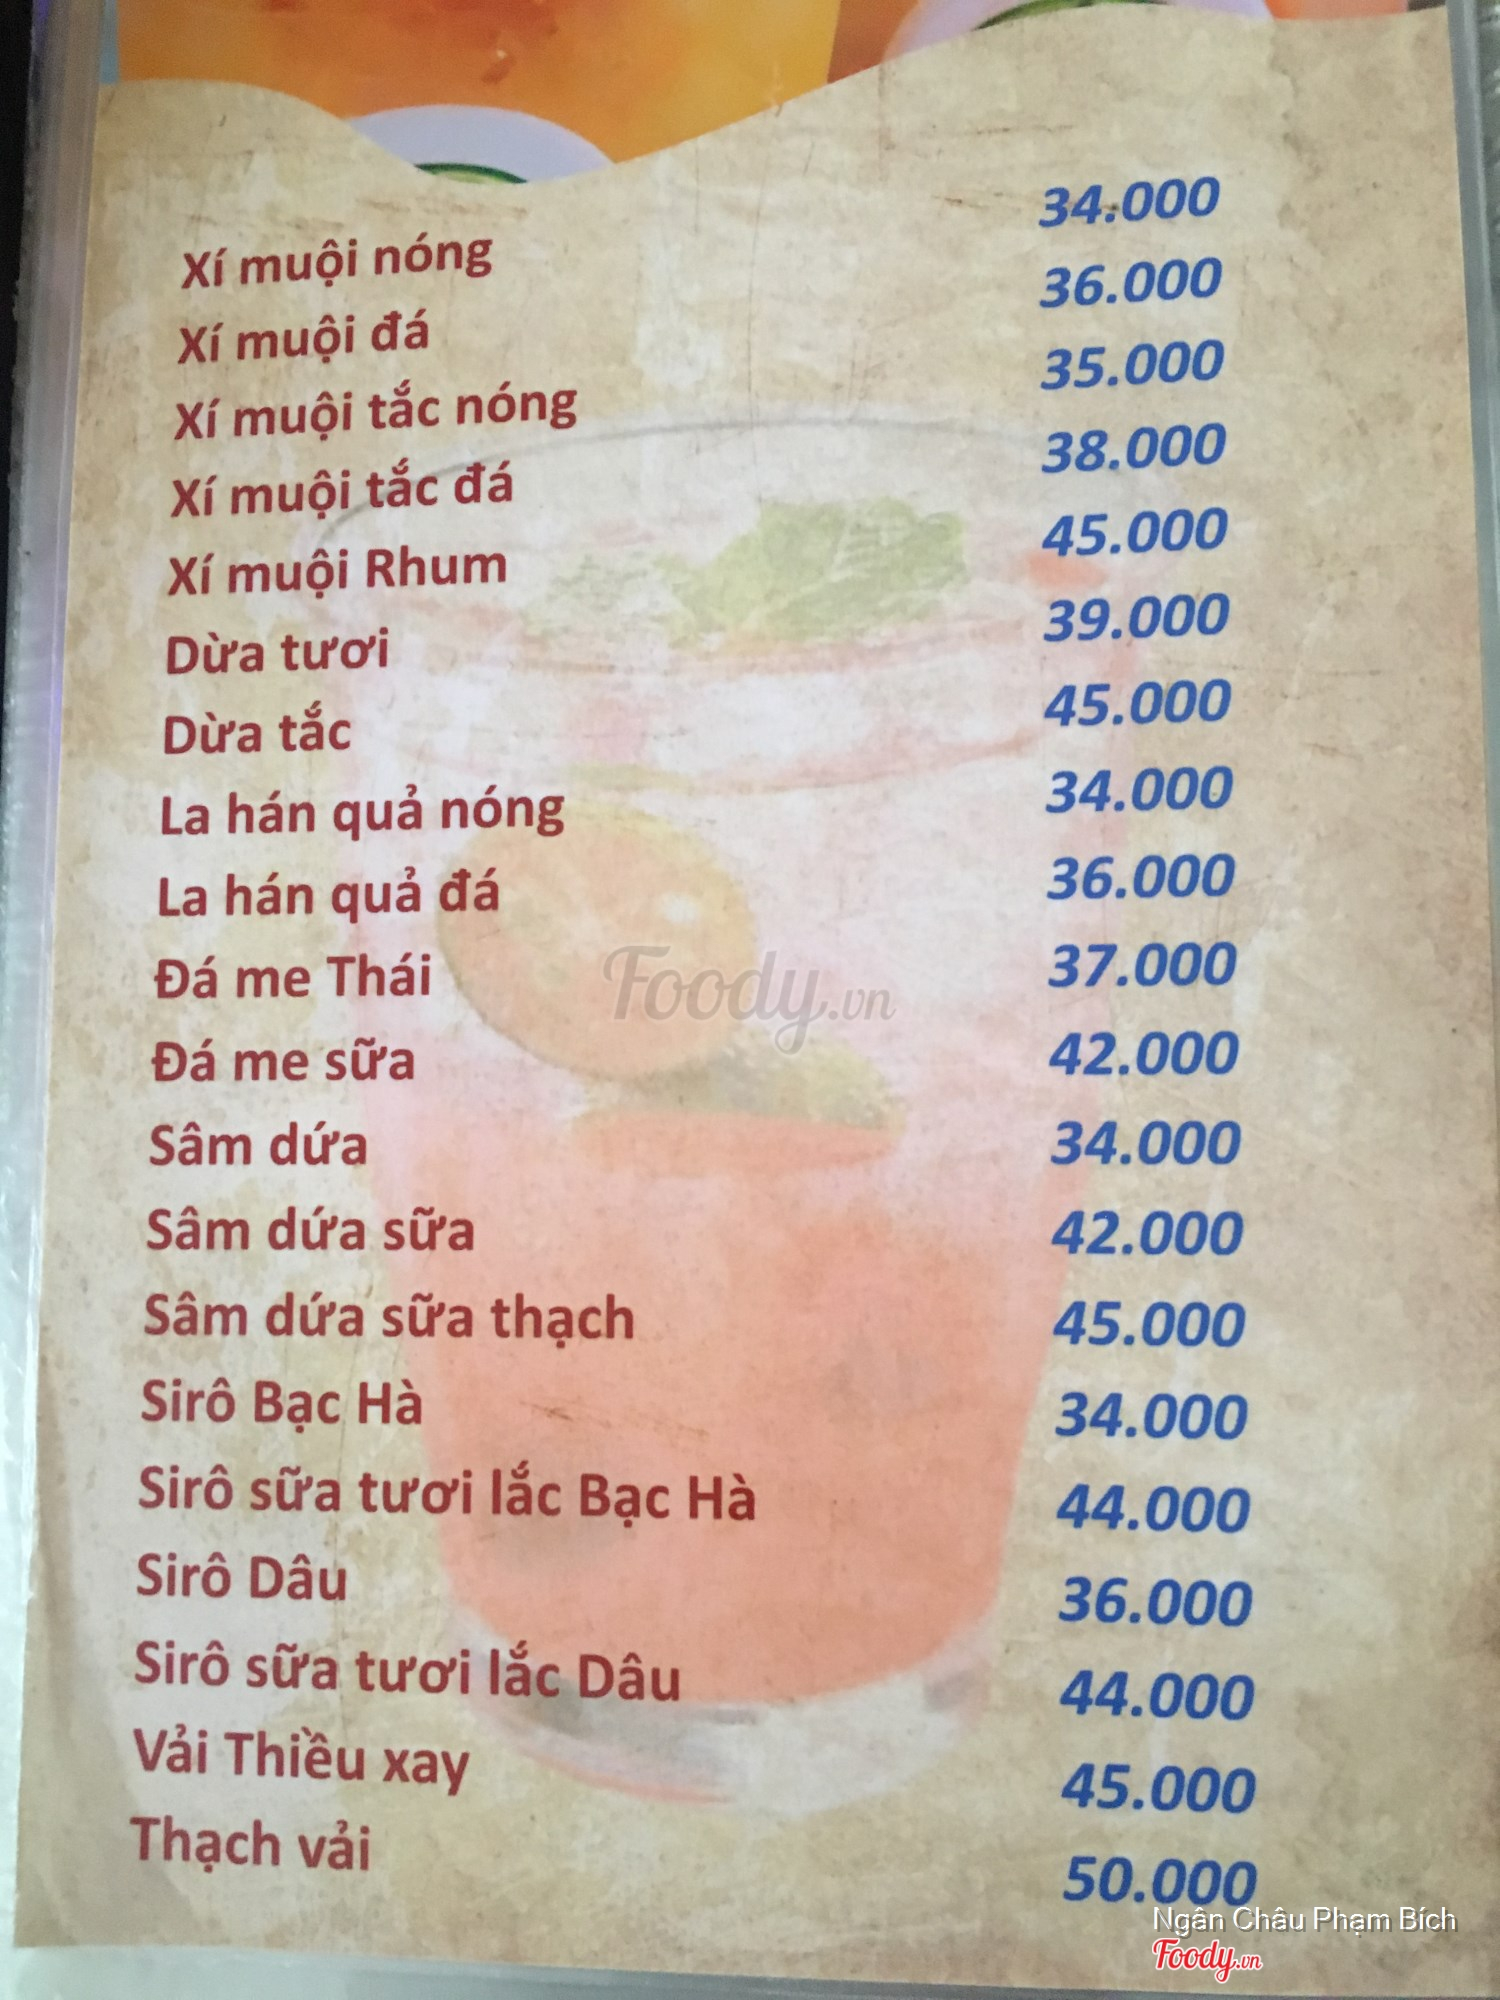 Xí muội nóng 34.000
Xí muội đá 36.000
Xí muội tắc nóng 35.000
Xí muội tắc đá 38.000
Xí muội Rhum 45.000
Dừa tươi 39.000
Dừa tắc 45.000
La hán quả nóng 34.000
La hán quả đá 36.000
Đá me Thái 37.000
Đá me sữa 42.000
Sâm dứa 34.000
Sâm dứa sữa 42.000
Sâm dứa sữa thạch 45.000
Sirô Bạc Hà 34.000
Sirô sữa tươi lắc Bạc Hà 44.000
Sirô Dâu 36.000
Sirô sữa tươi lắc Dâu 44.000
Vải Thiều xay 45.000
Thạch vải 50.000
Foody.vn
Ngân Châu Phạm Bích
Foody.vn